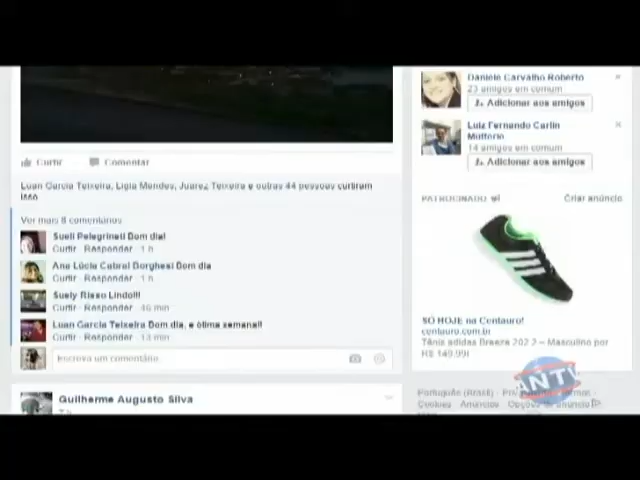 Curtir Comentar
Luan Garcia Teixeira, Ligia Mendes, Juarez Teixeira e outras 44 pessoas curtiram
isso
Ver mais 8 comentários
Sueli Pelegrineti Bom dia!
Curtir · Responder · 1 h
Ana Lúcia Cabral Borghesi Bom dia
Curtir · Responder · 1 h
Suely Risso Lindo!!!
Curtir · Responder · 46 min
Luan Garcia Teixeira Bom dia, e ótima semana!!
Curtir · Responder · 13 min
Escreva um comentário...
Guilherme Augusto Silva
Daniele Carvalho Roberto
23 amigos em comum
Adicionar aos amigos
Luiz Fernando Carlin
14 amigos em comum
Adicionar aos amigos
PATROCINADO Criar anúncio
SÓ HOJE na Centauro!
centauro.com.br
Tênis adidas Breeze 202 2 – Masculino por
R$ 149,99!
ANTV
Português (Brasil)
Cookies · Anúncios · Opções de anúncio